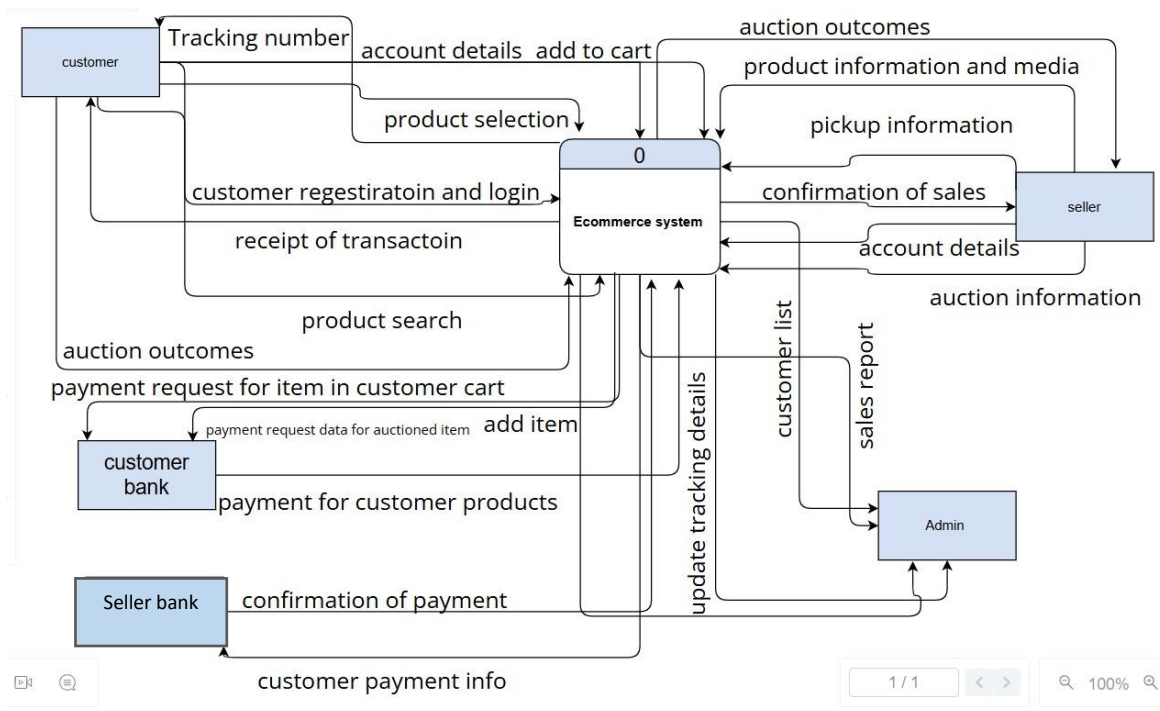 auction outcomes
Tracking number
account details add to cart
customer
product information and media
product selection
pickup information
0
customer regestiratoin and login
confirmation of sales
seller
Ecommerce system
receipt of transactoin
account details
auction information
product search
auction outcomes
customer list
sales report
payment request for item in customer cart
payment request data for auctioned item
add item
update tracking details
customer
bank
payment for customer products
Admin
Seller bank
confirmation of payment
customer payment info
1 / 1
100%